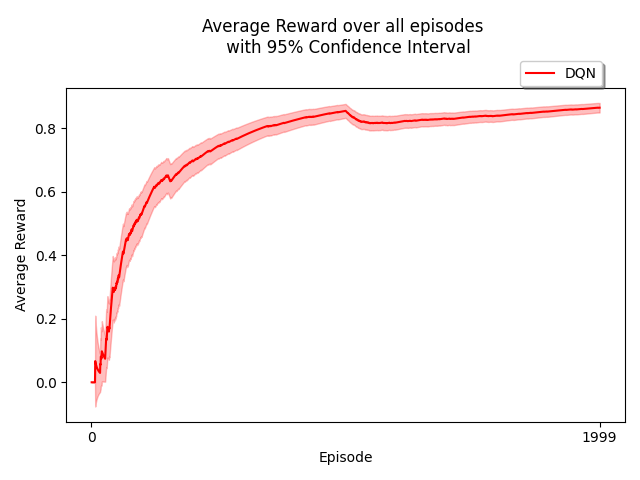 Average Reward over all episodes
with 95% Confidence Interval
DQN
Average Reward
0.8
0.6
0.4
0.2
0.0
0
1999
Episode